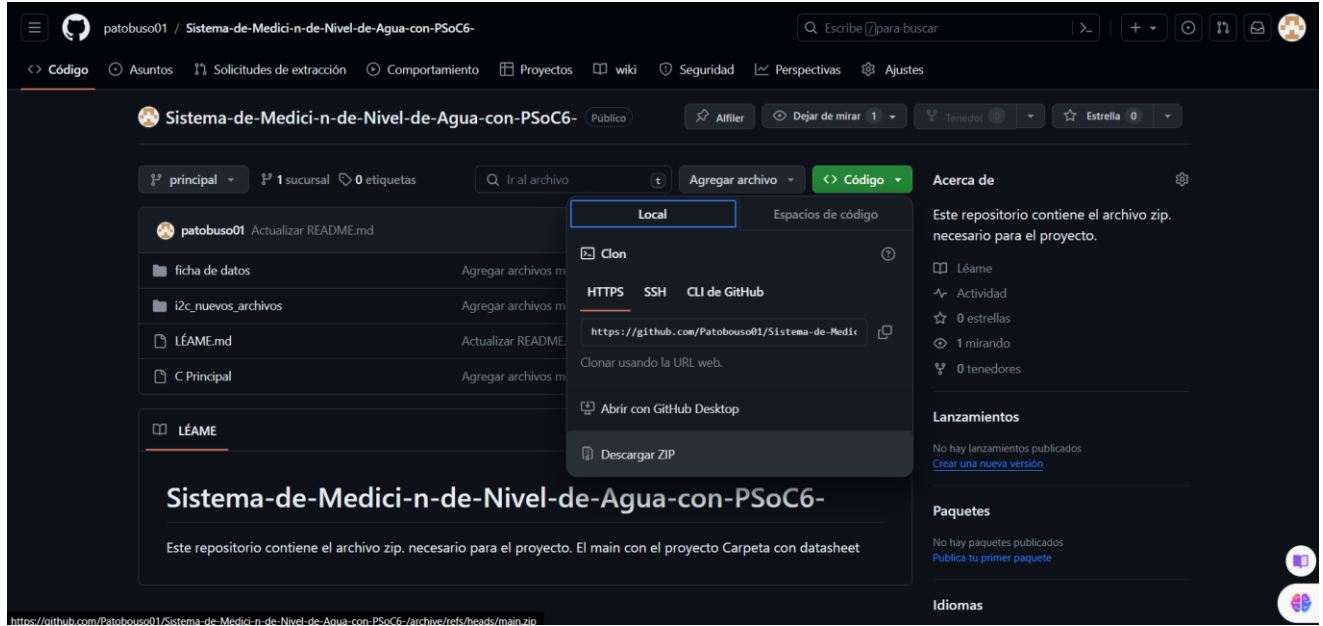 patobuso01 / Sistema-de-Medici-n-de-Nivel-de-Agua-con-PSoC6-
Escribe / para buscar
Código Asuntos Solicitudes de extracción Comportamiento Proyectos wiki Seguridad Perspectivas Ajustes
Sistema-de-Medici-n-de-Nivel-de-Agua-con-PSoC6- Público
Alfiler Dejar de mirar 1 Tenedor 0 Estrella 0
principal 1 sucursal 0 etiquetas Ir al archivo t Agregar archivo Código
Acerca de
Este repositorio contiene el archivo zip.
necesario para el proyecto.
Léame
Actividad
0 estrellas
1 mirando
0 tenedores
Lanzamientos
No hay lanzamientos publicados
Crear una nueva versión
Paquetes
No hay paquetes publicados
Publica tu primer paquete
Idiomas
patobuso01 Actualizar README.md
ficha de datos Agregar archivos m
i2c_nuevos_archivos Agregar archivos m
LÉAME.md Actualizar README.
C Principal Agregar archivos m
Local Espacios de código
Clon
HTTPS SSH CLI de GitHub
https://github.com/Patobouso01/Sistema-de-Medic
Clonar usando la URL web.
Abrir con GitHub Desktop
Descargar ZIP
LÉAME
Sistema-de-Medici-n-de-Nivel-de-Agua-con-PSoC6-
Este repositorio contiene el archivo zip. necesario para el proyecto. El main con el proyecto Carpeta con datasheet
https://github.com/Patobouso01/Sistema-de-Medici-n-de-Nivel-de-Agua-con-PSoC6-/archive/refs/heads/main.zip